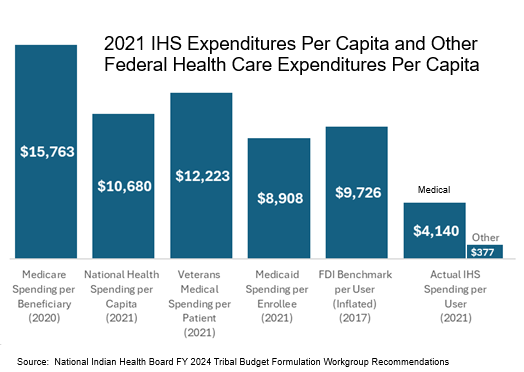 2021 IHS Expenditures Per Capita and Other
Federal Health Care Expenditures Per Capita
$15,763
$10,680
$12,223
$8,908
$9,726
Medical
$4,140
Other
$377
Medicare
Spending per
Beneficiary
(2020)
National Health
Spending per
Capita
(2021)
Veterans
Medical
Spending per
Patient
(2021)
Medicaid
Spending per
Enrollee
(2021)
FDI Benchmark
per User
(Inflated)
(2017)
Actual IHS
Spending per
User
(2021)
Source: National Indian Health Board FY 2024 Tribal Budget Formulation Workgroup Recommendations